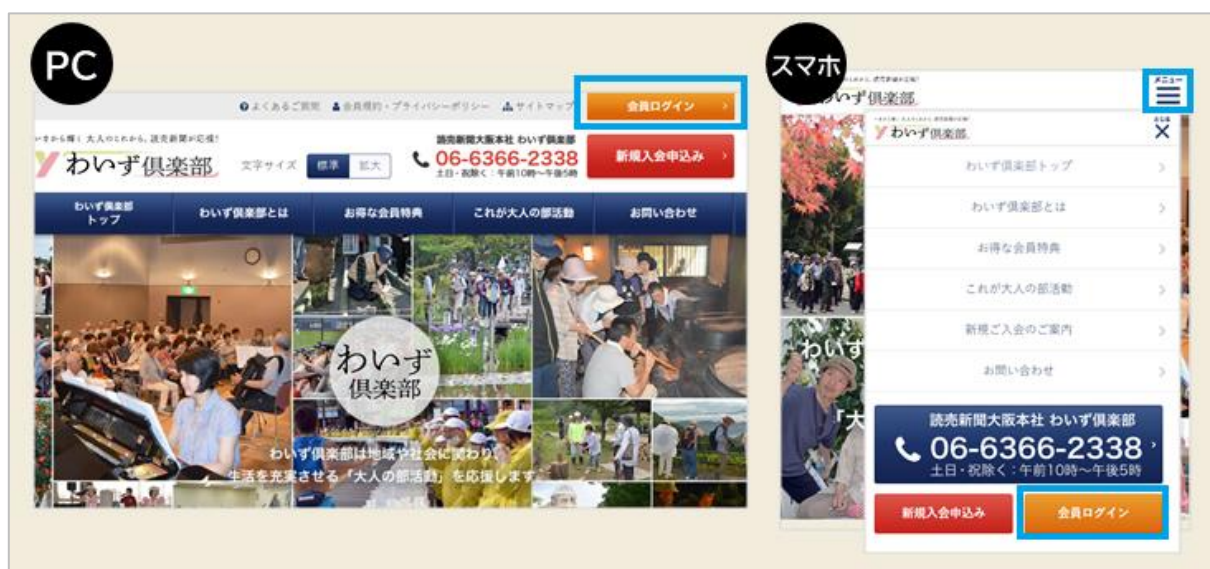 PC
よくあるご質問
会員規約・プライバシーポリシー
サイトマップ
会員ログイン
わいず倶楽部
文字サイズ
標準
拡大
読売新聞大阪本社 わいず倶楽部
06-6366-2338
土日・祝除く：午前10時〜午後5時
新規入会申込み
わいず倶楽部
トップ
わいず倶楽部とは
お得な会員特典
これが大人の部活動
お問い合わせ
わいず
倶楽部
わいず倶楽部は地域や社会に関わり、
生活を充実させる「大人の部活動」を応援します。
スマホ
メニュー
わいず倶楽部
わいず倶楽部トップ
わいず倶楽部とは
お得な会員特典
これが大人の部活動
新規ご入会のご案内
お問い合わせ
わいず
「大
読売新聞大阪本社 わいず倶楽部
06-6366-2338
土日・祝除く：午前10時〜午後5時
新規入会申込み
会員ログイン